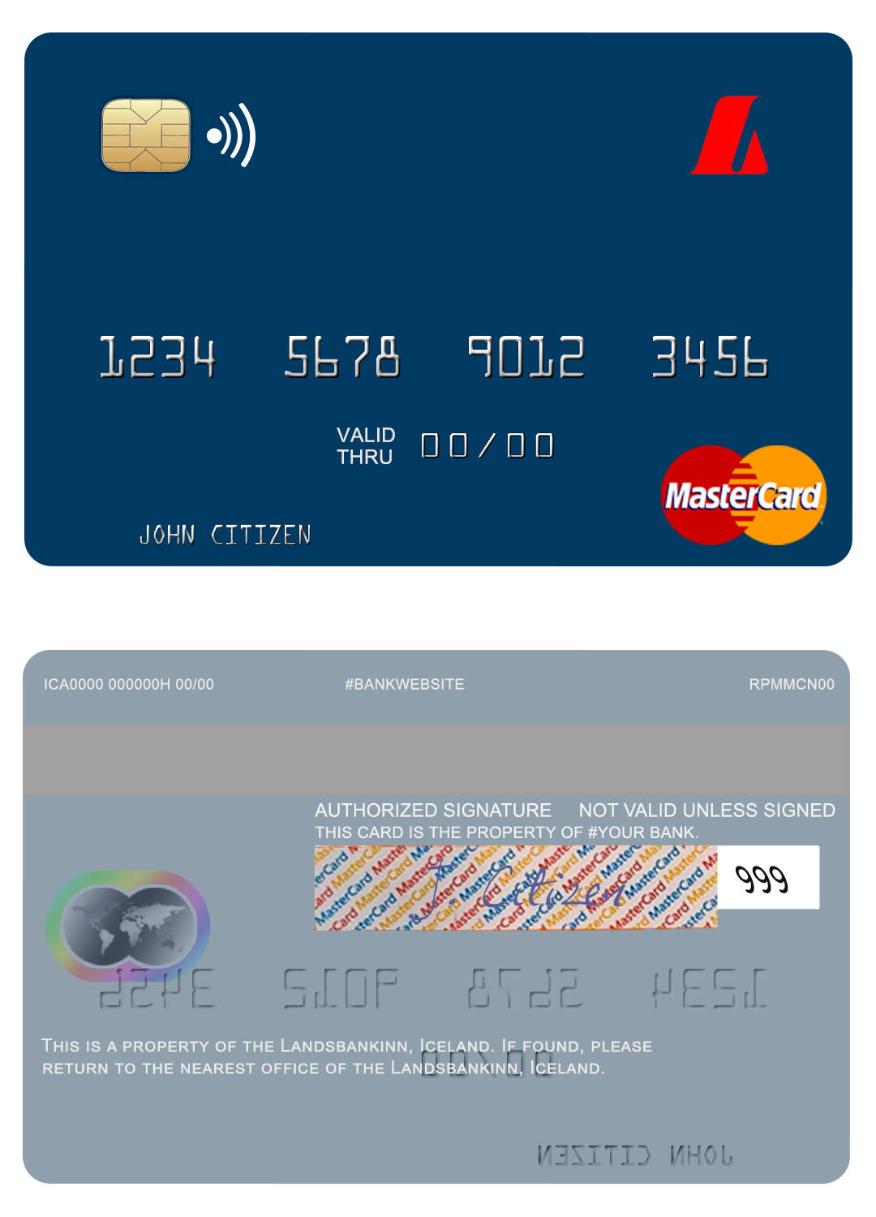 1234 5678 9012 3456
VALID
THRU 00/00
MasterCard
JOHN CITIZEN
ICA0000 000000H 00/00 #BANKWEBSITE RPMMCN00
AUTHORIZED SIGNATURE NOT VALID UNLESS SIGNED
THIS CARD IS THE PROPERTY OF #YOUR BANK.
J. Citizen 999
1234 5678 9012 3456
THIS IS A PROPERTY OF THE LANDSBANKINN, ICELAND. IF FOUND, PLEASE
00/00
RETURN TO THE NEAREST OFFICE OF THE LANDSBANKINN, ICELAND.
JOHN CITIZEN